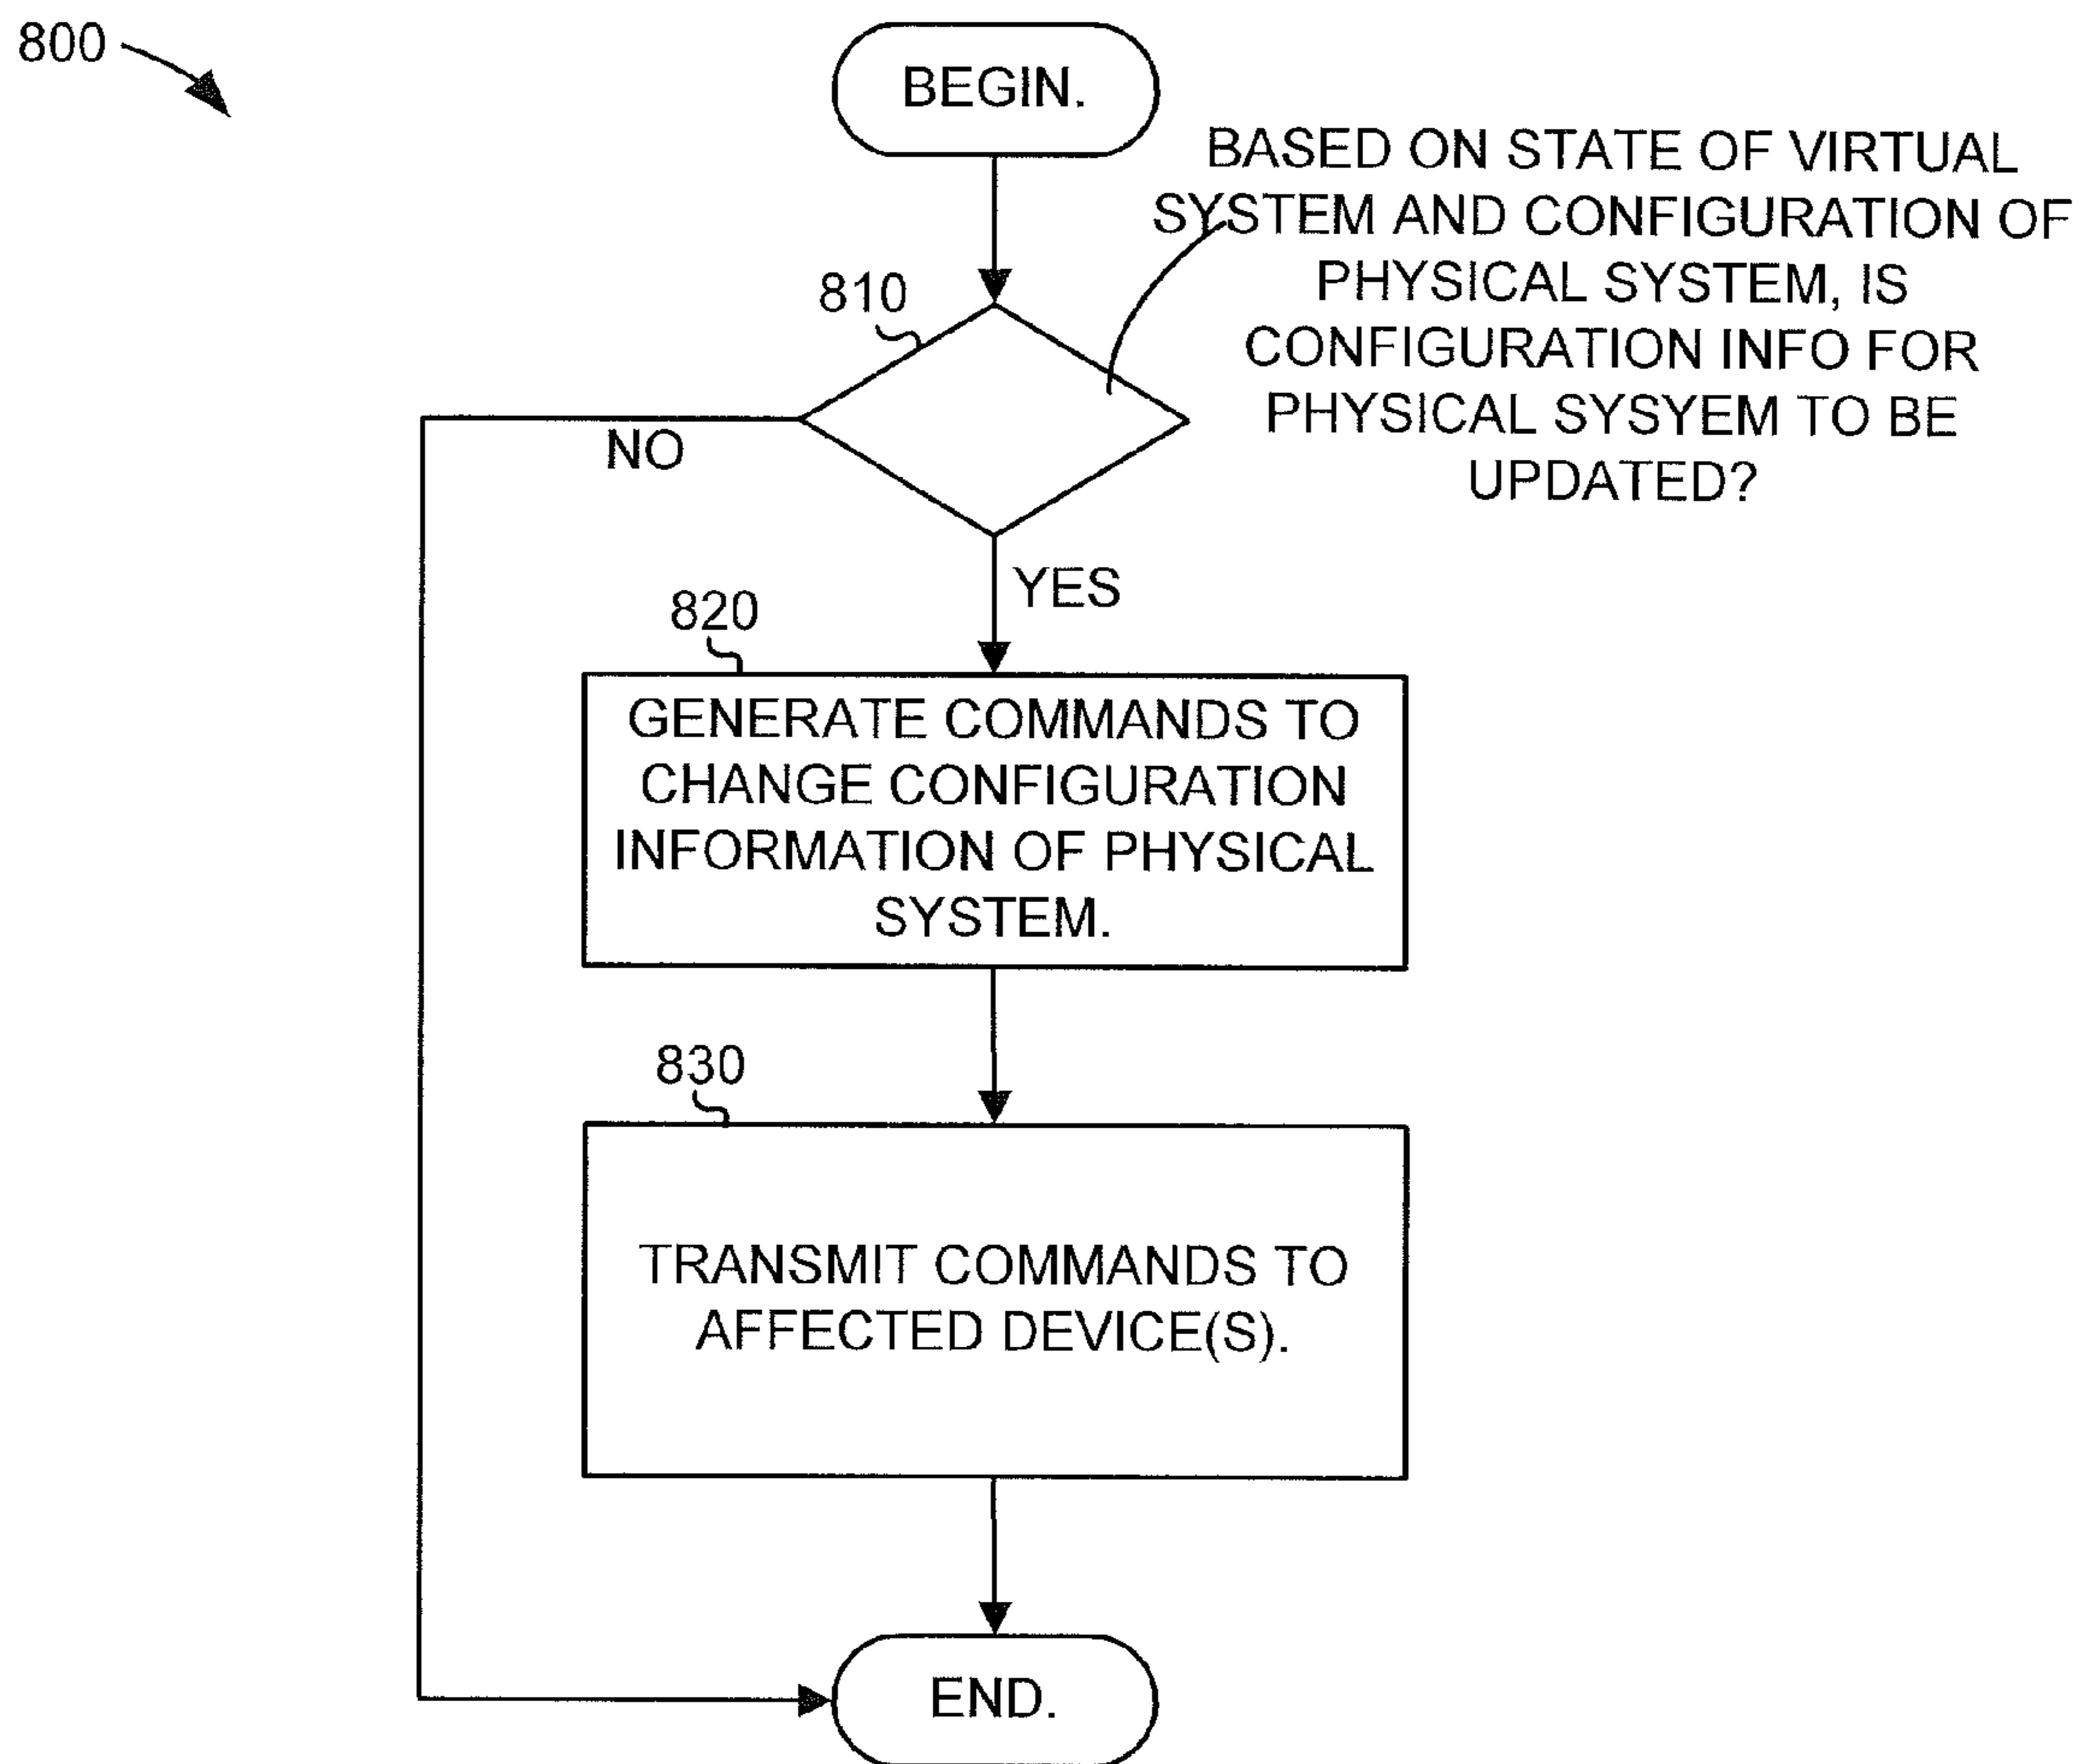 800
BEGIN.
BASED ON STATE OF VIRTUAL
SYSTEM AND CONFIGURATION OF
PHYSICAL SYSTEM, IS
CONFIGURATION INFO FOR
PHYSICAL SYSYEM TO BE
UPDATED?
810
NO
YES
820
GENERATE COMMANDS TO
CHANGE CONFIGURATION
INFORMATION OF PHYSICAL
SYSTEM.
830
TRANSMIT COMMANDS TO
AFFECTED DEVICE(S).
END.